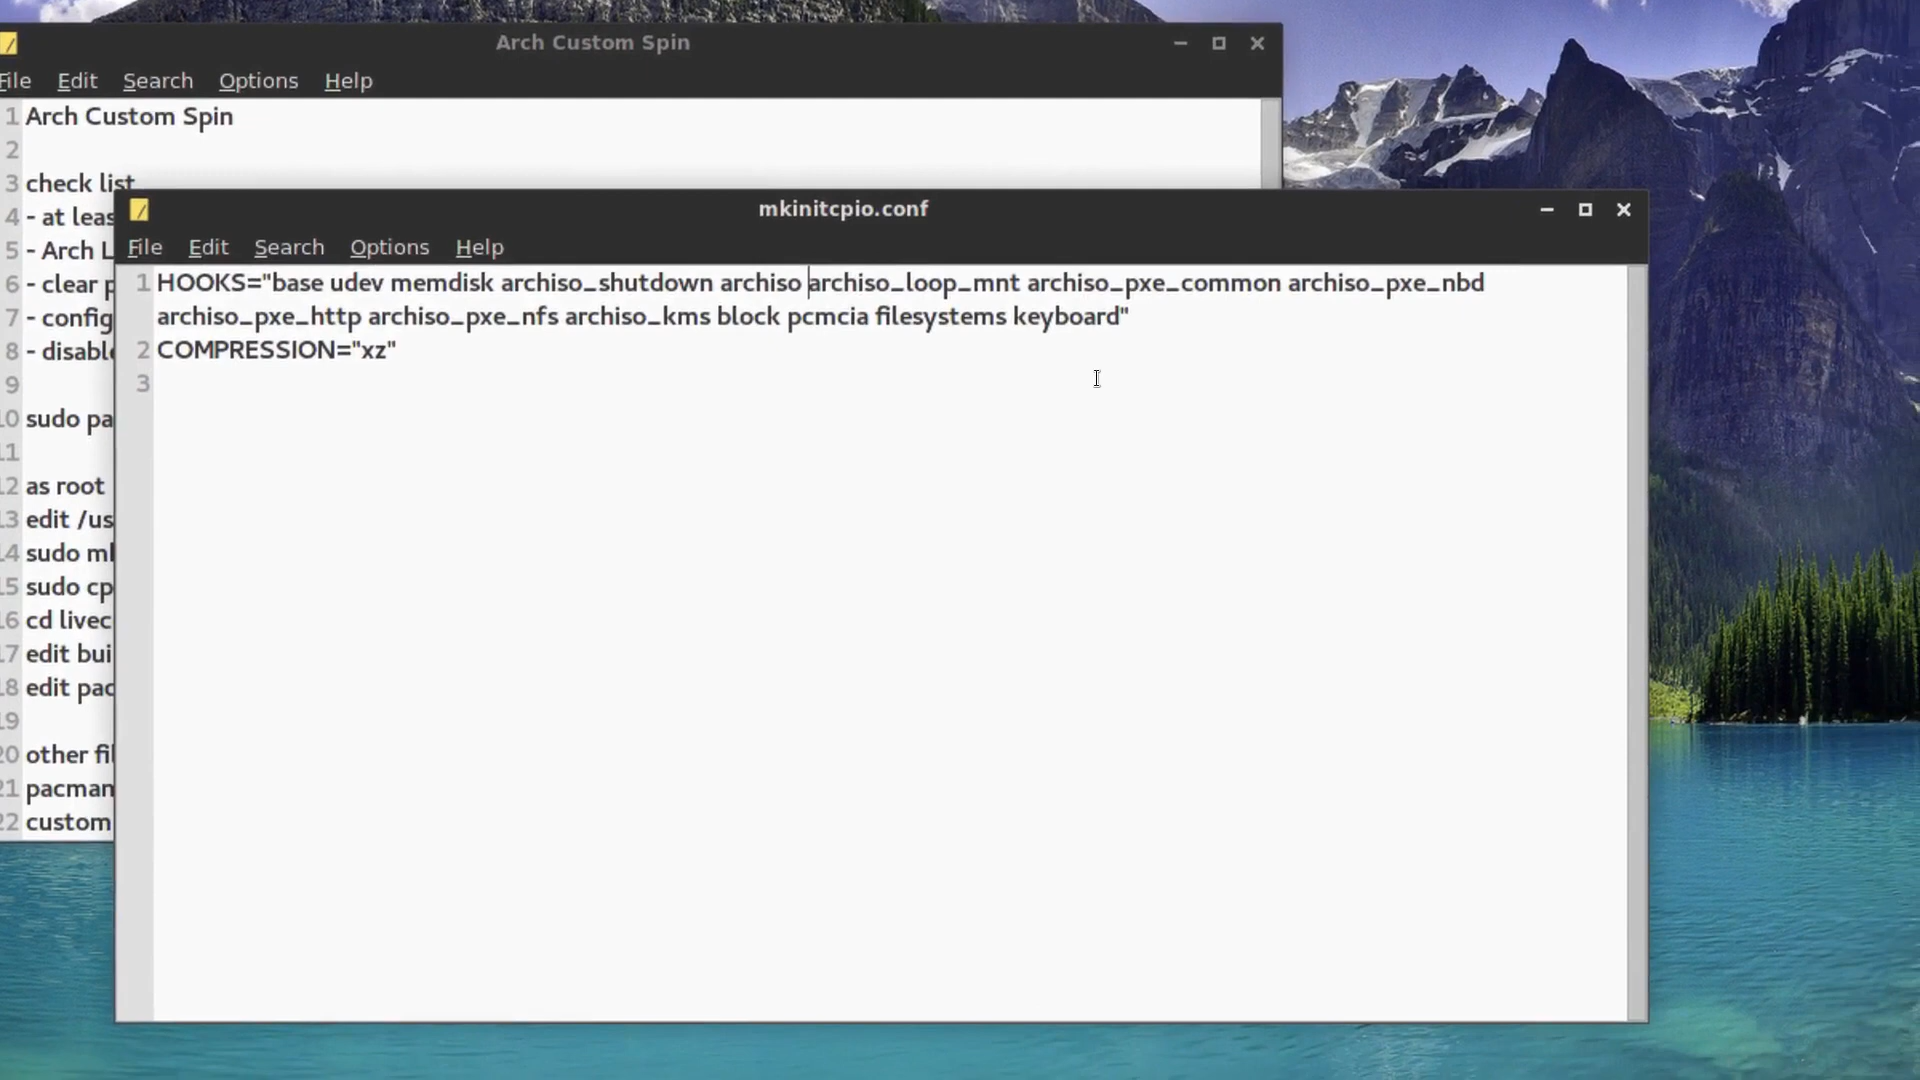 Arch Custom Spin
File Edit Search Options Help
1 Arch Custom Spin
2
3 check list
4 - at leas
5 - Arch L
6 - clear p
7 - config
8 - disable
9
10 sudo pa
11
12 as root
13 edit /us
14 sudo ml
15 sudo cp
16 cd livec
17 edit bui
18 edit pac
19
20 other fil
21 pacman
22 custom
mkinitcpio.conf
File Edit Search Options Help
1 HOOKS="base udev memdisk archiso_shutdown archiso archiso_loop_mnt archiso_pxe_common archiso_pxe_nbd
archiso_pxe_http archiso_pxe_nfs archiso_kms block pcmcia filesystems keyboard"
2 COMPRESSION="xz"
3